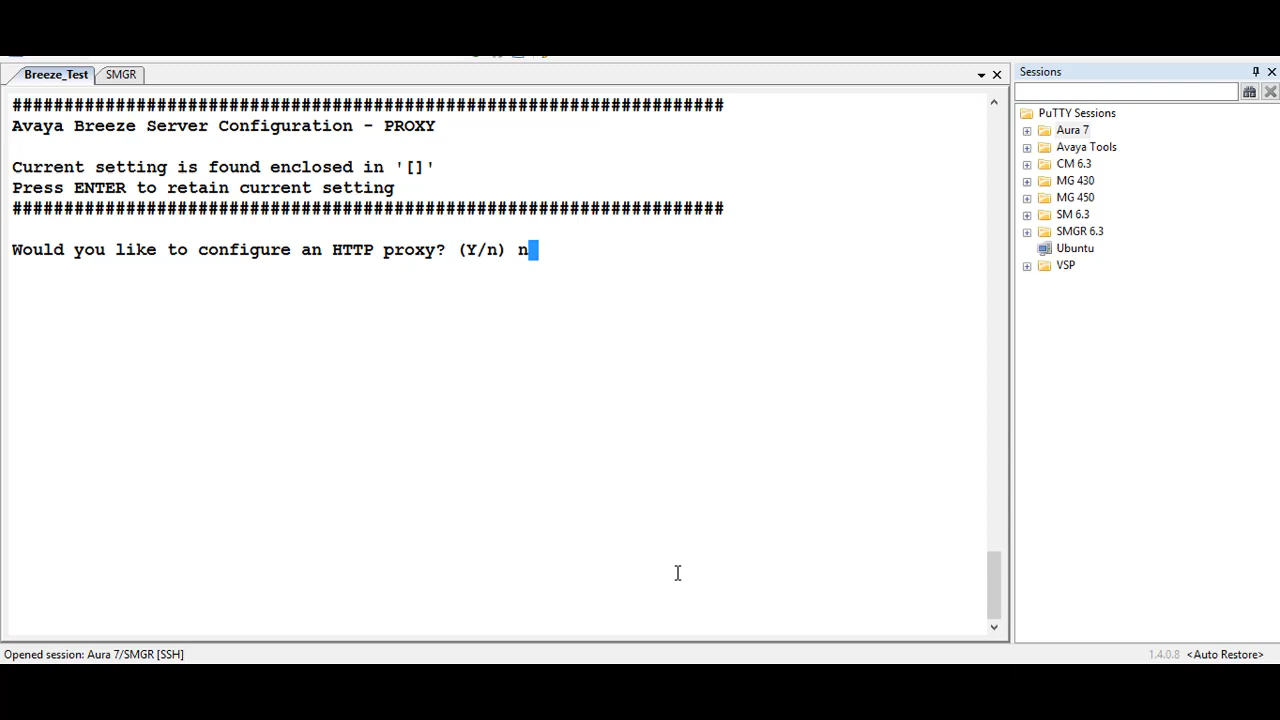 Breeze_Test
SMGR
######################################################################
Avaya Breeze Server Configuration - PROXY
Current setting is found enclosed in '[]'
Press ENTER to retain current setting
######################################################################
Would you like to configure an HTTP proxy? (Y/n) n
Opened session: Aura 7/SMGR [SSH]
Sessions
PuTTY Sessions
Aura 7
Avaya Tools
CM 6.3
MG 430
MG 450
SM 6.3
SMGR 6.3
Ubuntu
VSP
1.4.0.8 <Auto Restore>